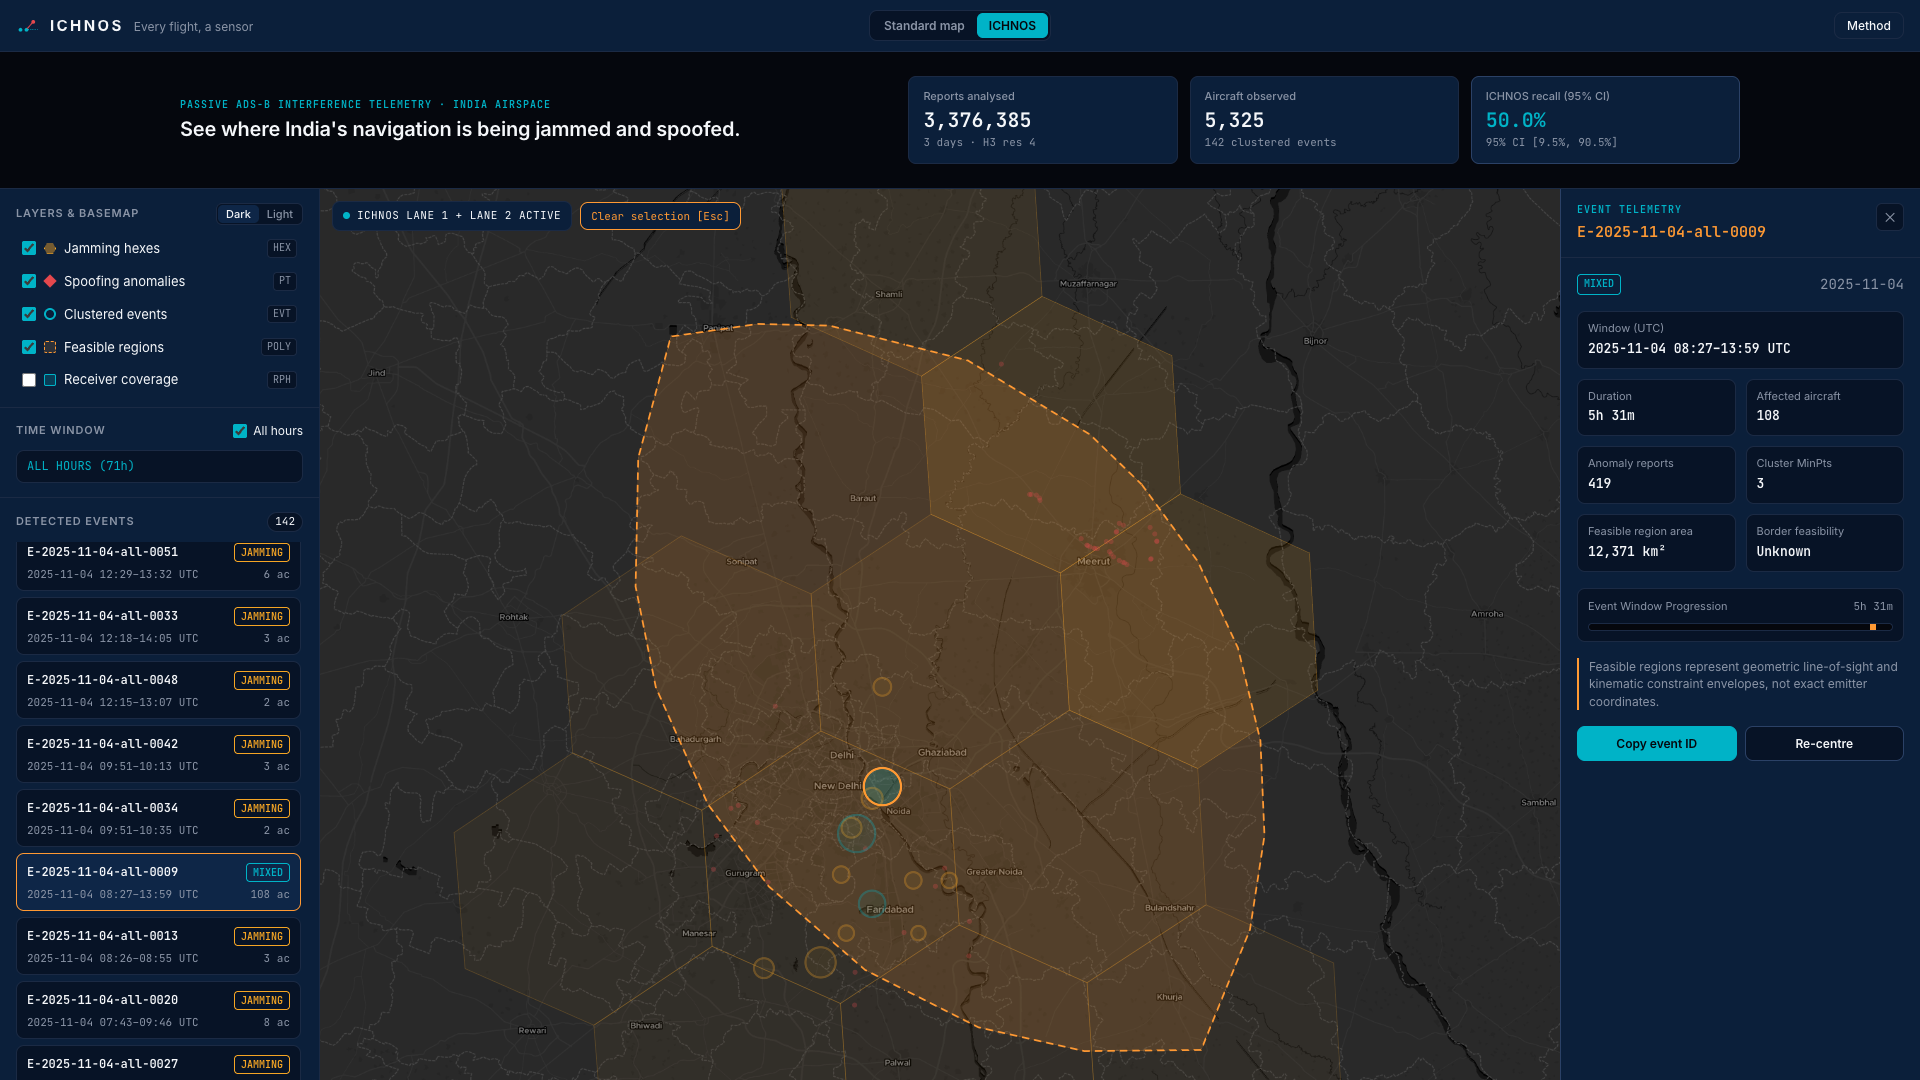 ICHNOS Every flight, a sensor
Standard map ICHNOS
Method
PASSIVE ADS-B INTERFERENCE TELEMETRY · INDIA AIRSPACE
See where India's navigation is being jammed and spoofed.
Reports analysed
3,376,385
3 days · H3 res 4
Aircraft observed
5,325
142 clustered events
ICHNOS recall (95% CI)
50.0%
95% CI [9.5%, 90.5%]
LAYERS & BASEMAP Dark Light
Jamming hexes HEX
Spoofing anomalies PT
Clustered events EVT
Feasible regions POLY
Receiver coverage RPH
TIME WINDOW All hours
ALL HOURS (71h)
DETECTED EVENTS 142
E-2025-11-04-all-0051 JAMMING
2025-11-04 12:29–13:32 UTC 6 ac
E-2025-11-04-all-0033 JAMMING
2025-11-04 12:18–14:05 UTC 3 ac
E-2025-11-04-all-0048 JAMMING
2025-11-04 12:15–13:07 UTC 2 ac
E-2025-11-04-all-0042 JAMMING
2025-11-04 09:51–10:13 UTC 3 ac
E-2025-11-04-all-0034 JAMMING
2025-11-04 09:51–10:35 UTC 2 ac
E-2025-11-04-all-0009 MIXED
2025-11-04 08:27–13:59 UTC 108 ac
E-2025-11-04-all-0013 JAMMING
2025-11-04 08:26–08:55 UTC 3 ac
E-2025-11-04-all-0020 JAMMING
2025-11-04 07:43–09:46 UTC 8 ac
E-2025-11-04-all-0027 JAMMING
ICHNOS LANE 1 + LANE 2 ACTIVE
Clear selection [Esc]
Muzaffarnagar
Shamli
Panipat
Bijnor
Jind
Baraut
Sonipat
Meerut
Rohtak
Amroha
Bahadurgarh
Delhi
Ghaziabad
New Delhi
Noida
Sambhal
Gurugram
Greater Noida
Faridabad
Bulandshahr
Manesar
Khurja
Rewari
Bhiwadi
Palwal
EVENT TELEMETRY
E-2025-11-04-all-0009
MIXED 2025-11-04
Window (UTC)
2025-11-04 08:27–13:59 UTC
Duration
5h 31m
Affected aircraft
108
Anomaly reports
419
Cluster MinPts
3
Feasible region area
12,371 km²
Border feasibility
Unknown
Event Window Progression 5h 31m
Feasible regions represent geometric line-of-sight and
kinematic constraint envelopes, not exact emitter
coordinates.
Copy event ID
Re-centre